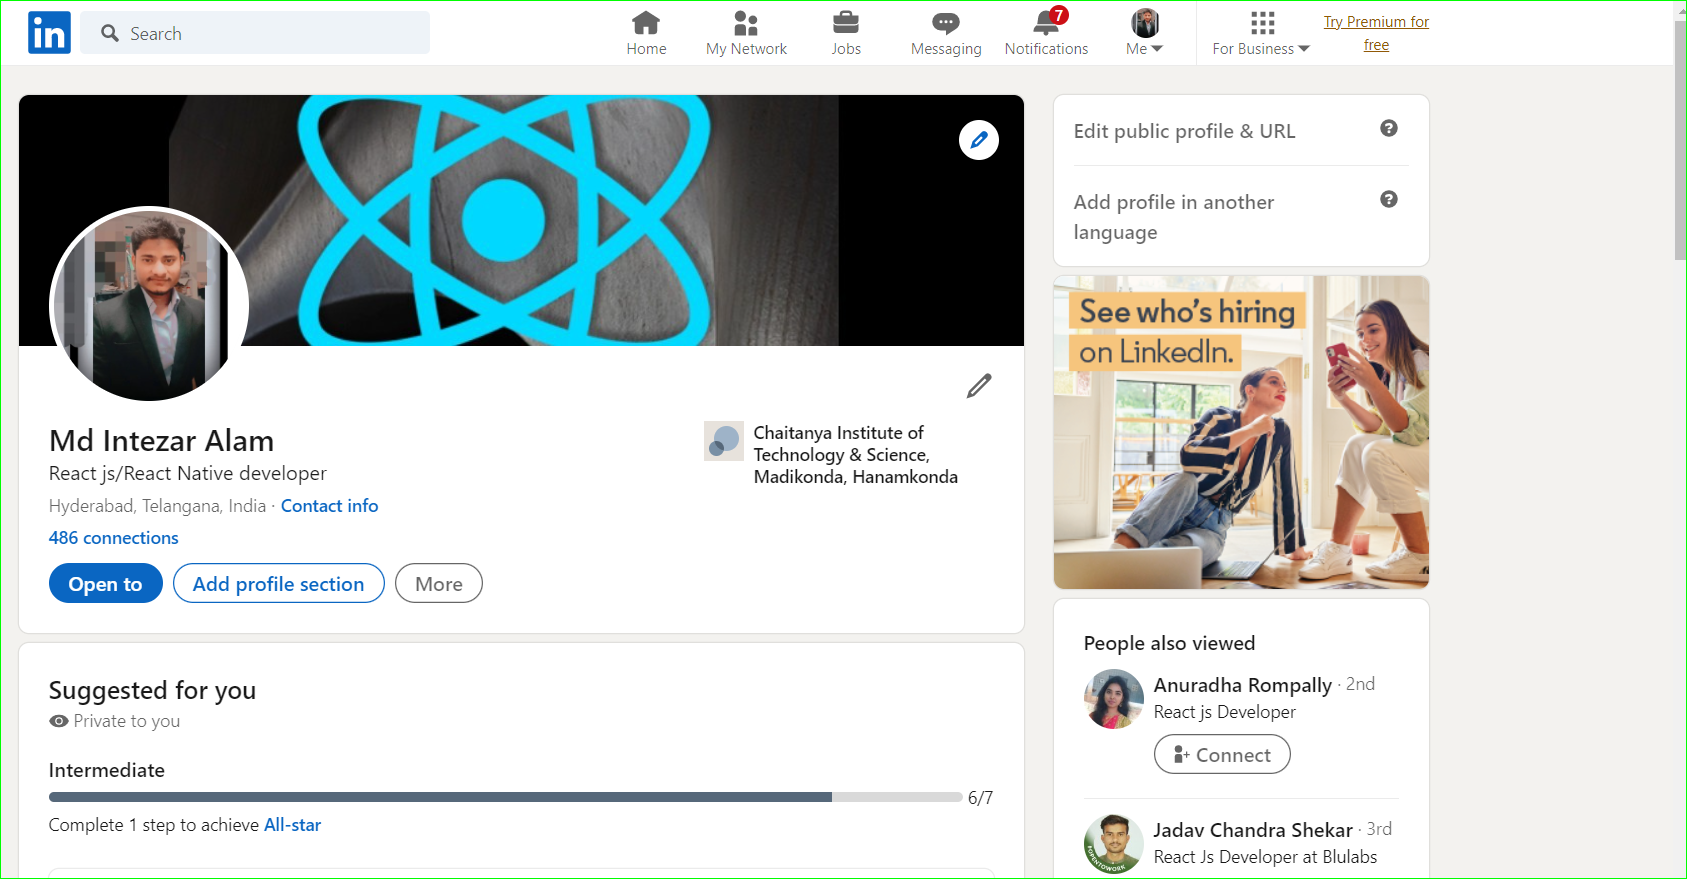 in
Search
Home
My Network
Jobs
Messaging
7
Notifications
Me
For Business
Try Premium for
free
Md Intezar Alam
React js/React Native developer
Hyderabad, Telangana, India · Contact info
486 connections
Open to
Add profile section
More
Chaitanya Institute of
Technology & Science,
Madikonda, Hanamkonda
Suggested for you
Private to you
Intermediate
6/7
Complete 1 step to achieve All-star
Edit public profile & URL
?
Add profile in another
language
?
See who's hiring
on LinkedIn.
People also viewed
Anuradha Rompally · 2nd
React js Developer
Connect
Jadav Chandra Shekar · 3rd
React Js Developer at Blulabs
#OPENTOWORK